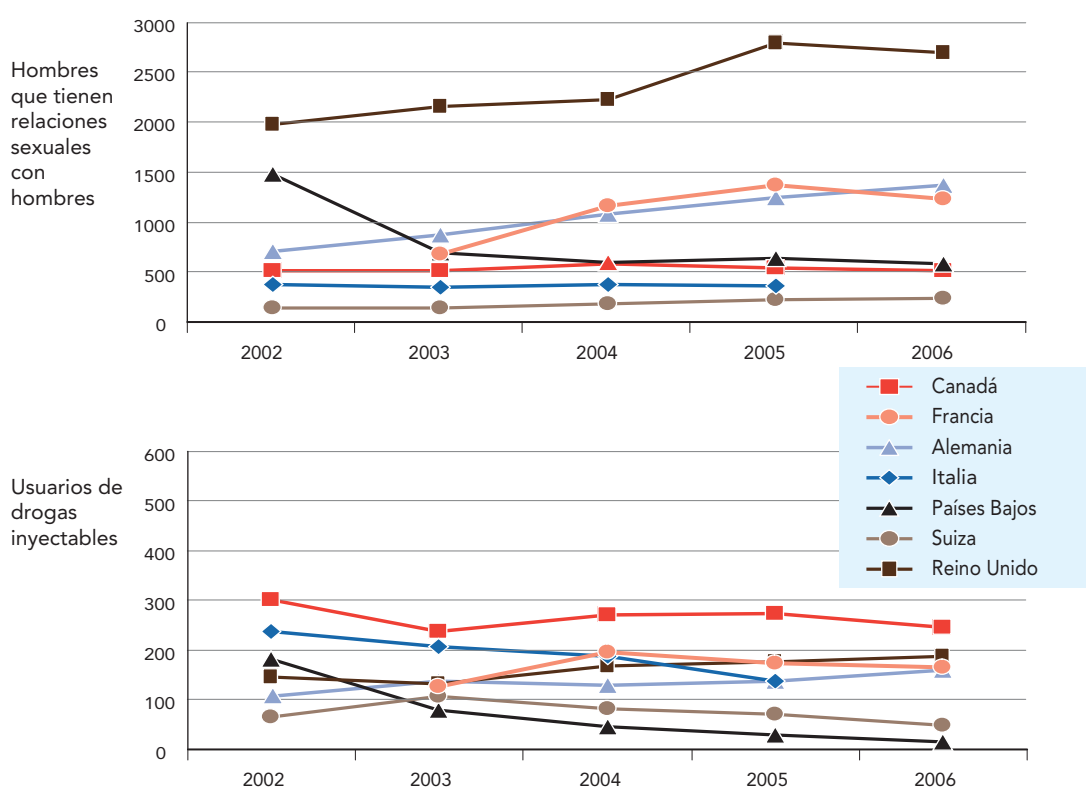 3000
2500
2000
1500
1000
500
0
Hombres
que tienen
relaciones
sexuales
con
hombres
2002 2003 2004 2005 2006
Canadá
Francia
Alemania
Italia
Países Bajos
Suiza
Reino Unido
600
500
400
300
200
100
0
Usuarios de
drogas
inyectables
2002 2003 2004 2005 2006